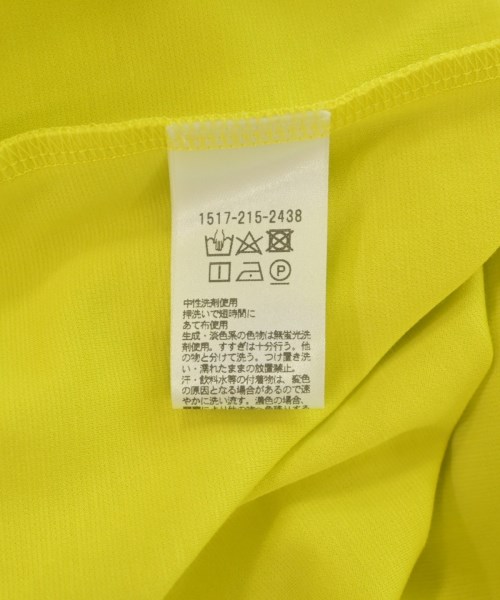 1517-215-2438
P
中性洗剤使用
押洗いで短時間に
あて布使用
生成・淡色系の色物は無蛍光洗
剤使用。すすぎは十分行う。他
の物と分けて洗う。つけ置き洗
い・濡れたままの放置禁止。
汗・飲料水等の付着物は、変色
の原因となる場合があるので速
やかに洗い流す。濃色の場合、